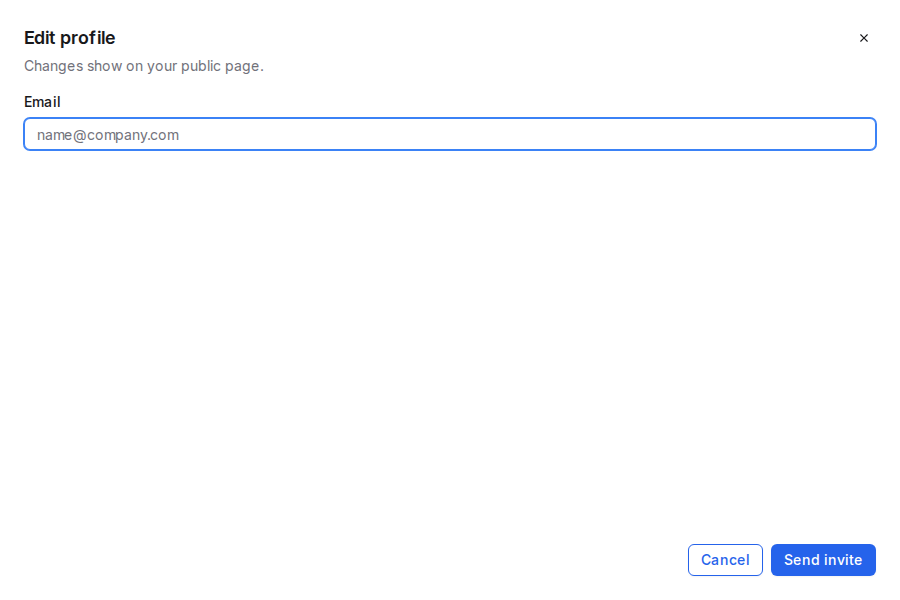 Edit profile
Changes show on your public page.
Email
name@company.com
Cancel
Send invite